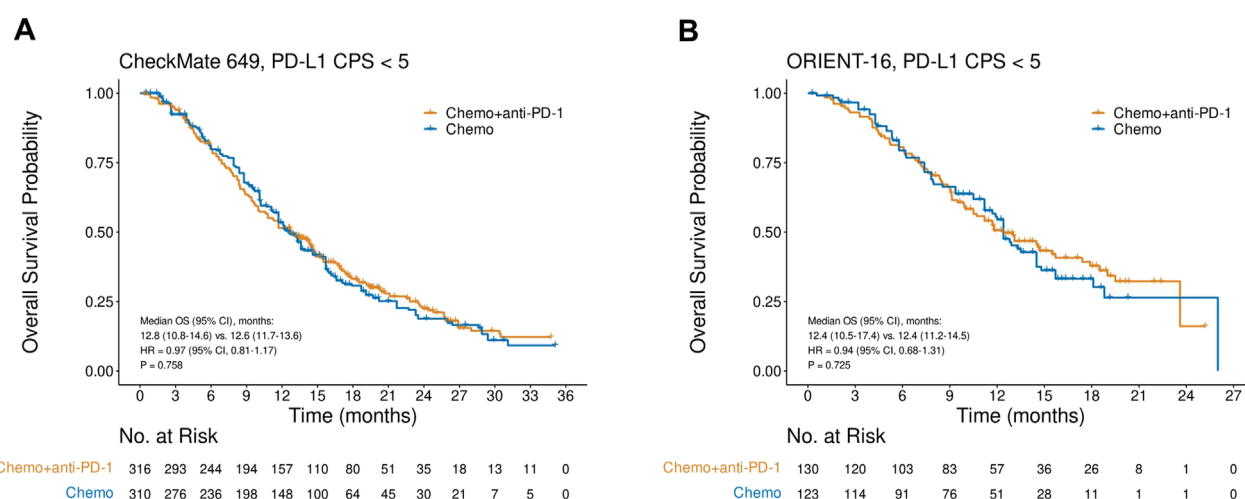 A
CheckMate 649, PD-L1 CPS < 5
Overall Survival Probability
1.00
0.75
0.50
0.25
0.00
Chemo+anti-PD-1
Chemo
Median OS (95% CI), months:
12.8 (10.8-14.6) vs. 12.6 (11.7-13.6)
HR = 0.97 (95% CI, 0.81-1.17)
P = 0.758
0 3 6 9 12 15 18 21 24 27 30 33 36
Time (months)
No. at Risk
Chemo+anti-PD-1 316 293 244 194 157 110 80 51 35 18 13 11 0
Chemo 310 276 236 198 148 100 64 45 30 21 7 5 0
B
ORIENT-16, PD-L1 CPS < 5
Overall Survival Probability
1.00
0.75
0.50
0.25
0.00
Chemo+anti-PD-1
Chemo
Median OS (95% CI), months:
12.4 (10.5-17.4) vs. 12.4 (11.2-14.5)
HR = 0.94 (95% CI, 0.68-1.31)
P = 0.725
0 3 6 9 12 15 18 21 24 27
Time (months)
No. at Risk
Chemo+anti-PD-1 130 120 103 83 57 36 26 8 1 0
Chemo 123 114 91 76 51 28 11 1 1 0